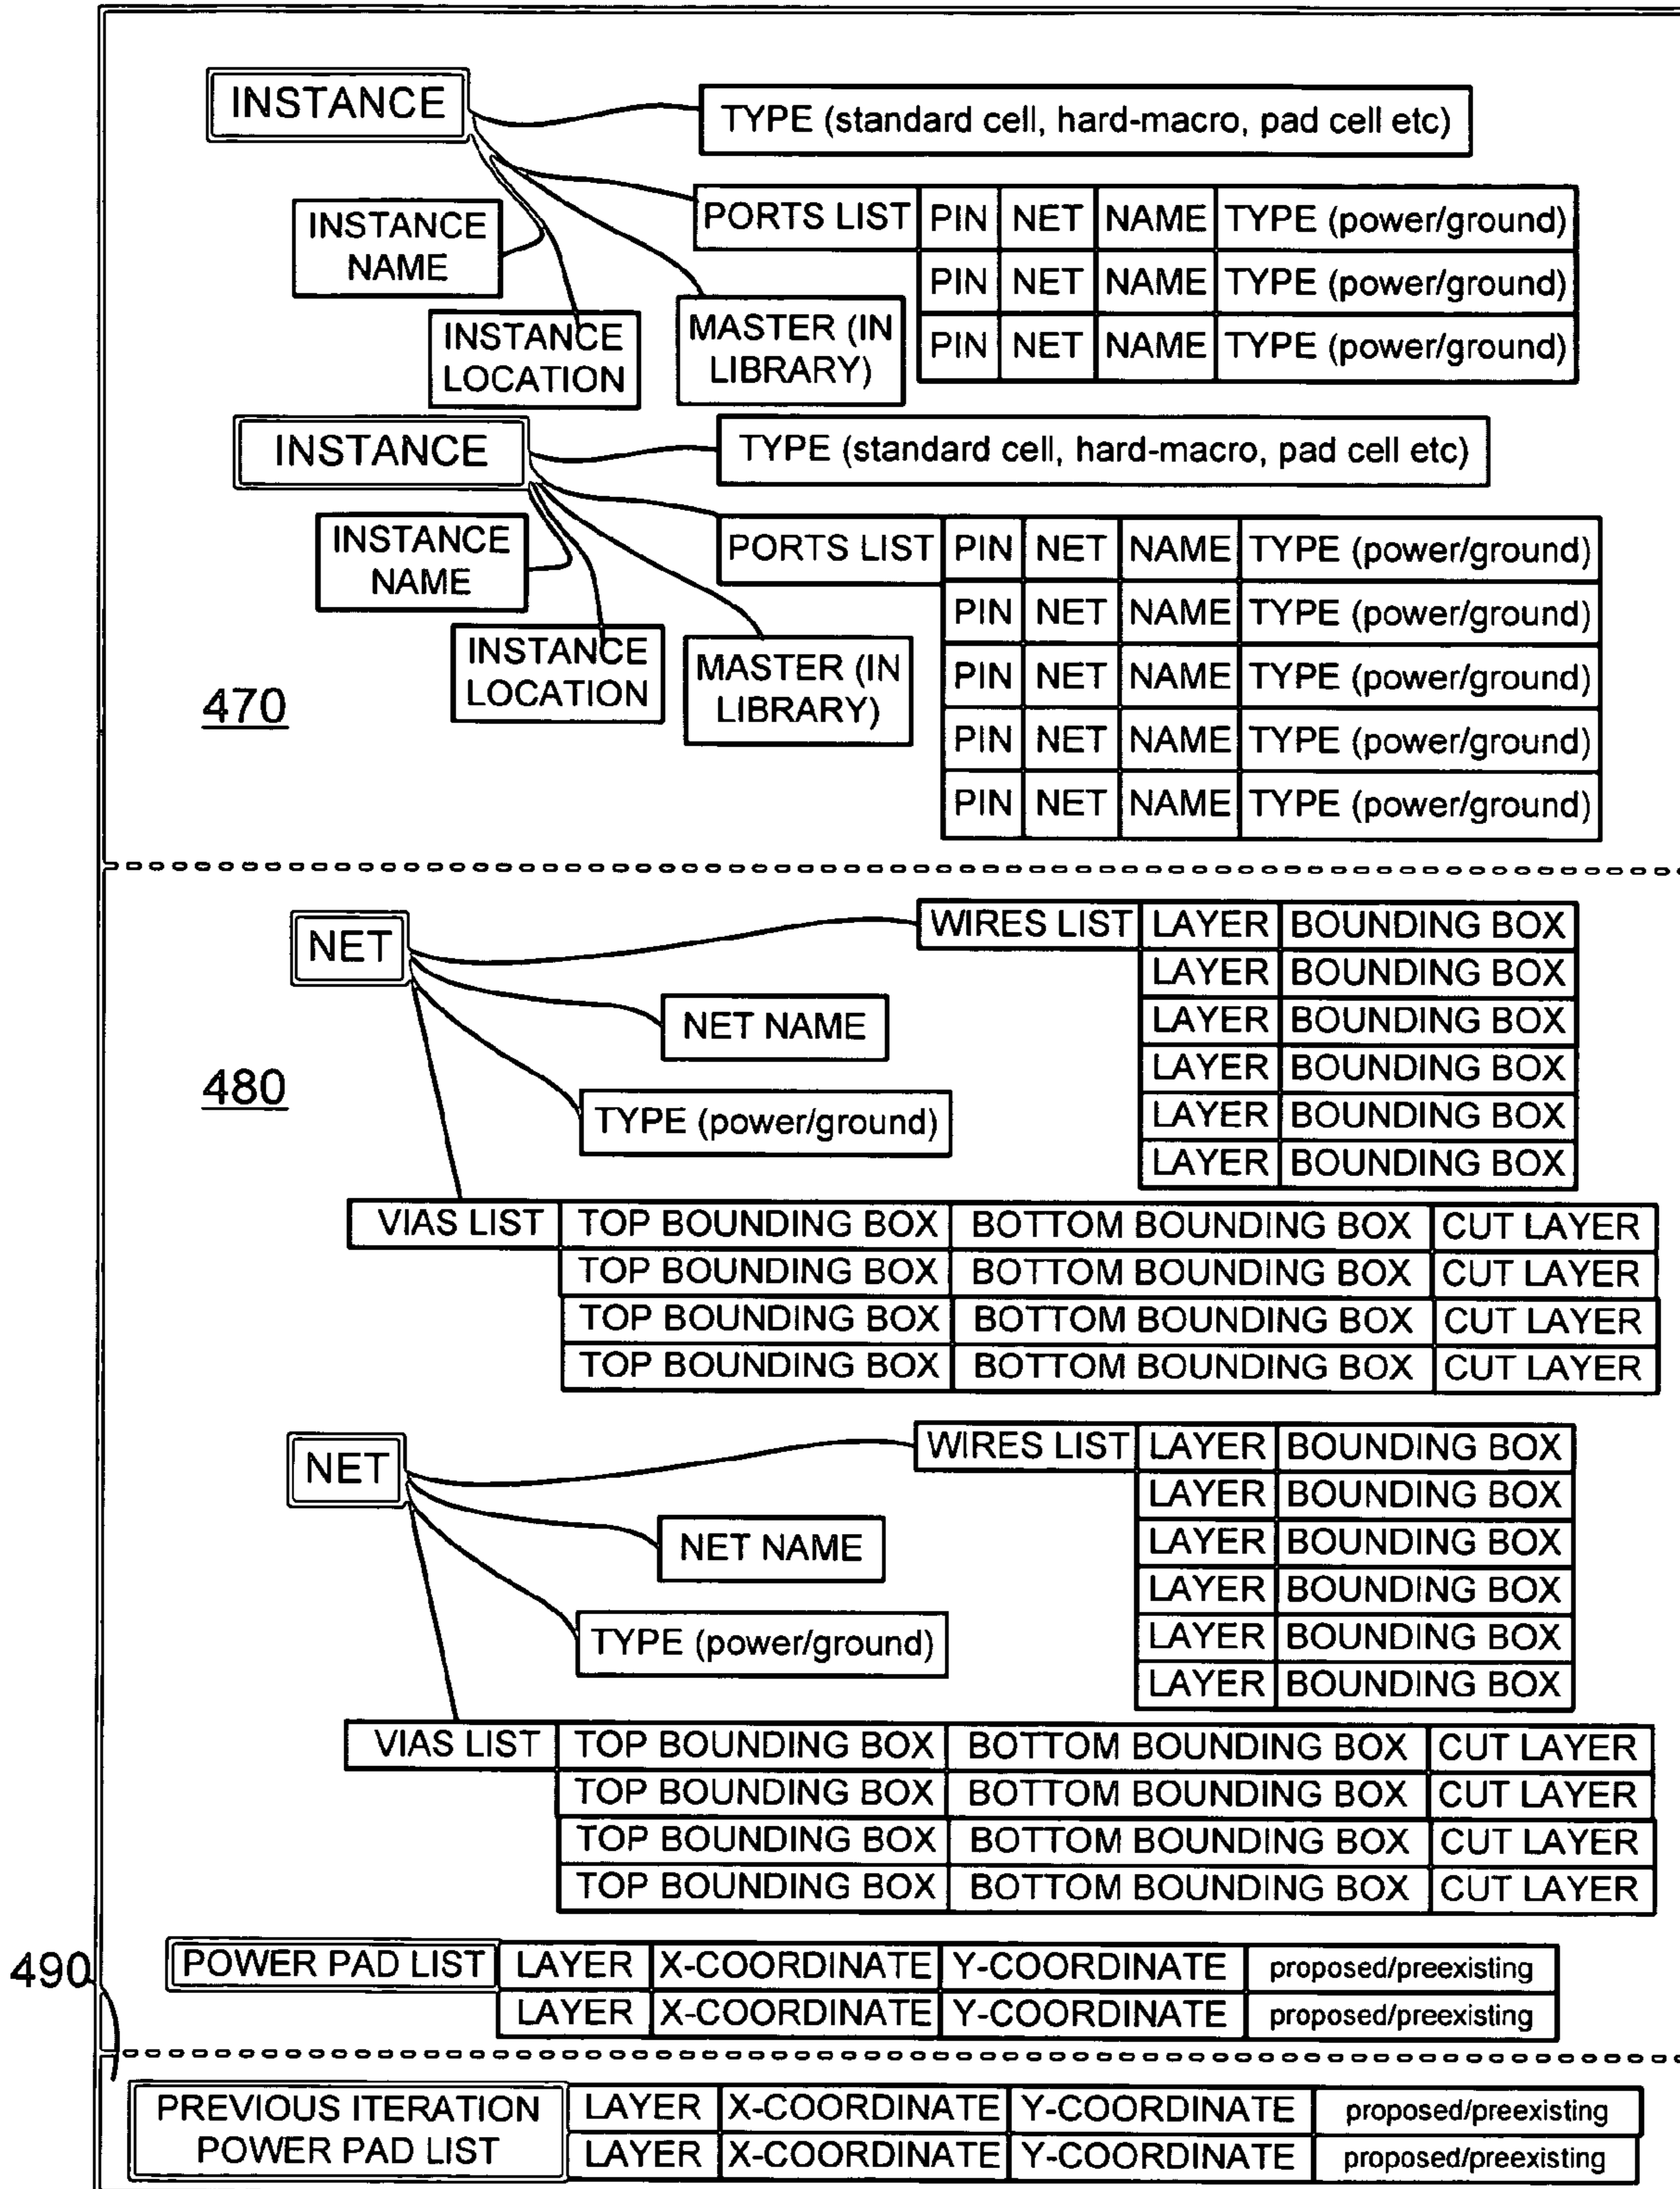 INSTANCE
TYPE (standard cell, hard-macro, pad cell etc)
PORTS LIST PIN NET NAME TYPE (power/ground)
PIN NET NAME TYPE (power/ground)
PIN NET NAME TYPE (power/ground)
INSTANCE
NAME
INSTANCE
LOCATION
MASTER (IN
LIBRARY)
INSTANCE
TYPE (standard cell, hard-macro, pad cell etc)
PORTS LIST PIN NET NAME TYPE (power/ground)
PIN NET NAME TYPE (power/ground)
PIN NET NAME TYPE (power/ground)
PIN NET NAME TYPE (power/ground)
PIN NET NAME TYPE (power/ground)
INSTANCE
NAME
INSTANCE
LOCATION
MASTER (IN
LIBRARY)
470
NET
WIRES LIST LAYER BOUNDING BOX
LAYER BOUNDING BOX
LAYER BOUNDING BOX
LAYER BOUNDING BOX
LAYER BOUNDING BOX
LAYER BOUNDING BOX
NET NAME
480
TYPE (power/ground)
VIAS LIST TOP BOUNDING BOX BOTTOM BOUNDING BOX CUT LAYER
TOP BOUNDING BOX BOTTOM BOUNDING BOX CUT LAYER
TOP BOUNDING BOX BOTTOM BOUNDING BOX CUT LAYER
TOP BOUNDING BOX BOTTOM BOUNDING BOX CUT LAYER
NET
WIRES LIST LAYER BOUNDING BOX
LAYER BOUNDING BOX
LAYER BOUNDING BOX
LAYER BOUNDING BOX
LAYER BOUNDING BOX
LAYER BOUNDING BOX
NET NAME
TYPE (power/ground)
VIAS LIST TOP BOUNDING BOX BOTTOM BOUNDING BOX CUT LAYER
TOP BOUNDING BOX BOTTOM BOUNDING BOX CUT LAYER
TOP BOUNDING BOX BOTTOM BOUNDING BOX CUT LAYER
TOP BOUNDING BOX BOTTOM BOUNDING BOX CUT LAYER
490
POWER PAD LIST LAYER X-COORDINATE Y-COORDINATE proposed/preexisting
LAYER X-COORDINATE Y-COORDINATE proposed/preexisting
PREVIOUS ITERATION LAYER X-COORDINATE Y-COORDINATE proposed/preexisting
POWER PAD LIST LAYER X-COORDINATE Y-COORDINATE proposed/preexisting